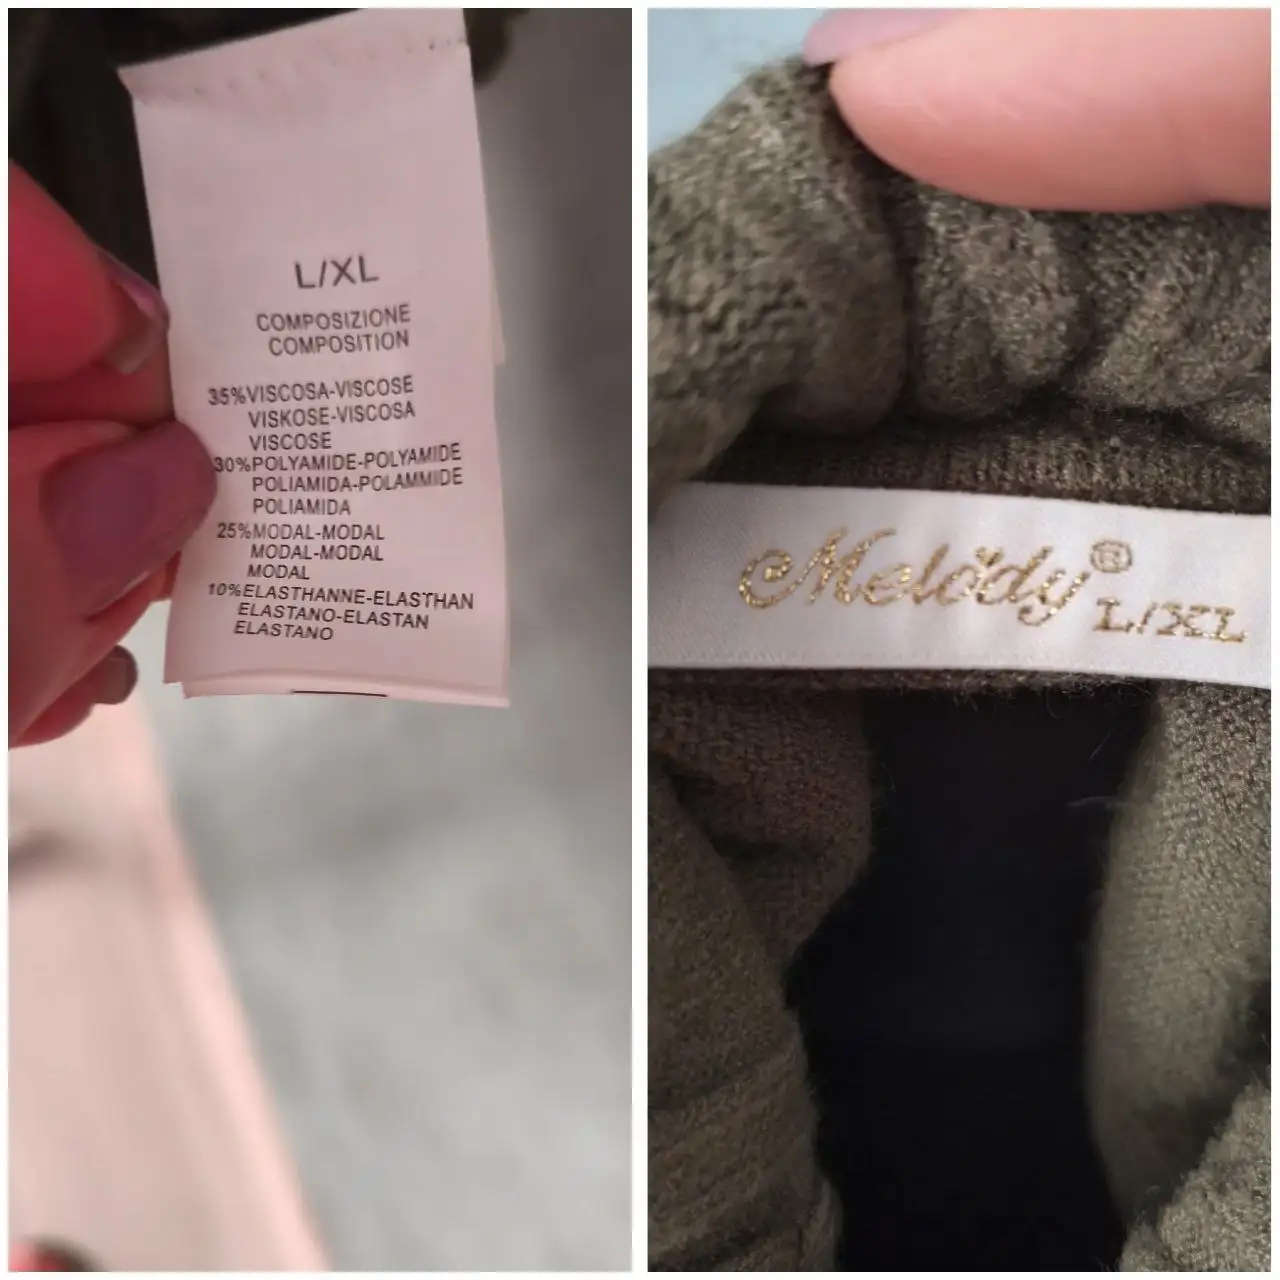 L/XL
COMPOSIZIONE
COMPOSITION
35%VISCOSA-VISCOSE
VISKOSE-VISCOSA
VISCOSE
30%POLYAMIDE-POLYAMIDE
POLIAMIDA-POLAMMIDE
POLIAMIDA
25%MODAL-MODAL
MODAL-MODAL
MODAL
10%ELASTHANNE-ELASTHAN
ELASTANO-ELASTAN
ELASTANO
Melody® L/XL